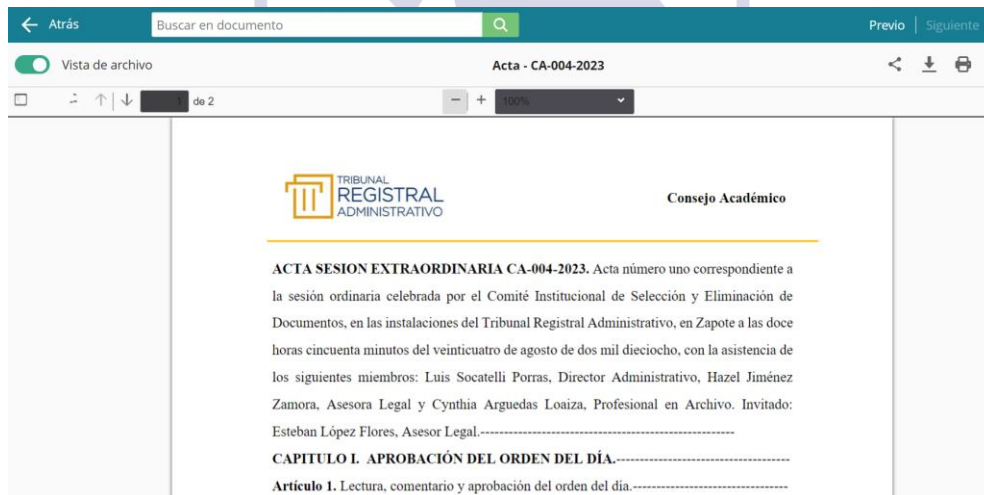 Atrás
Buscar en documento
Previo | Siguiente
Vista de archivo
Acta - CA-004-2023
1 de 2
100%
TRIBUNAL
REGISTRAL
ADMINISTRATIVO
Consejo Académico
ACTA SESION EXTRAORDINARIA CA-004-2023. Acta número uno correspondiente a
la sesión ordinaria celebrada por el Comité Institucional de Selección y Eliminación de
Documentos, en las instalaciones del Tribunal Registral Administrativo, en Zapote a las doce
horas cincuenta minutos del veinticuatro de agosto de dos mil dieciocho, con la asistencia de
los siguientes miembros: Luis Socatelli Porras, Director Administrativo, Hazel Jiménez
Zamora, Asesora Legal y Cynthia Arguedas Loaiza, Profesional en Archivo. Invitado:
Esteban López Flores, Asesor Legal.------------------------------------------------------
CAPITULO I. APROBACIÓN DEL ORDEN DEL DÍA.-------------------------------------
Artículo 1. Lectura, comentario y aprobación del orden del dia.---------------------------------